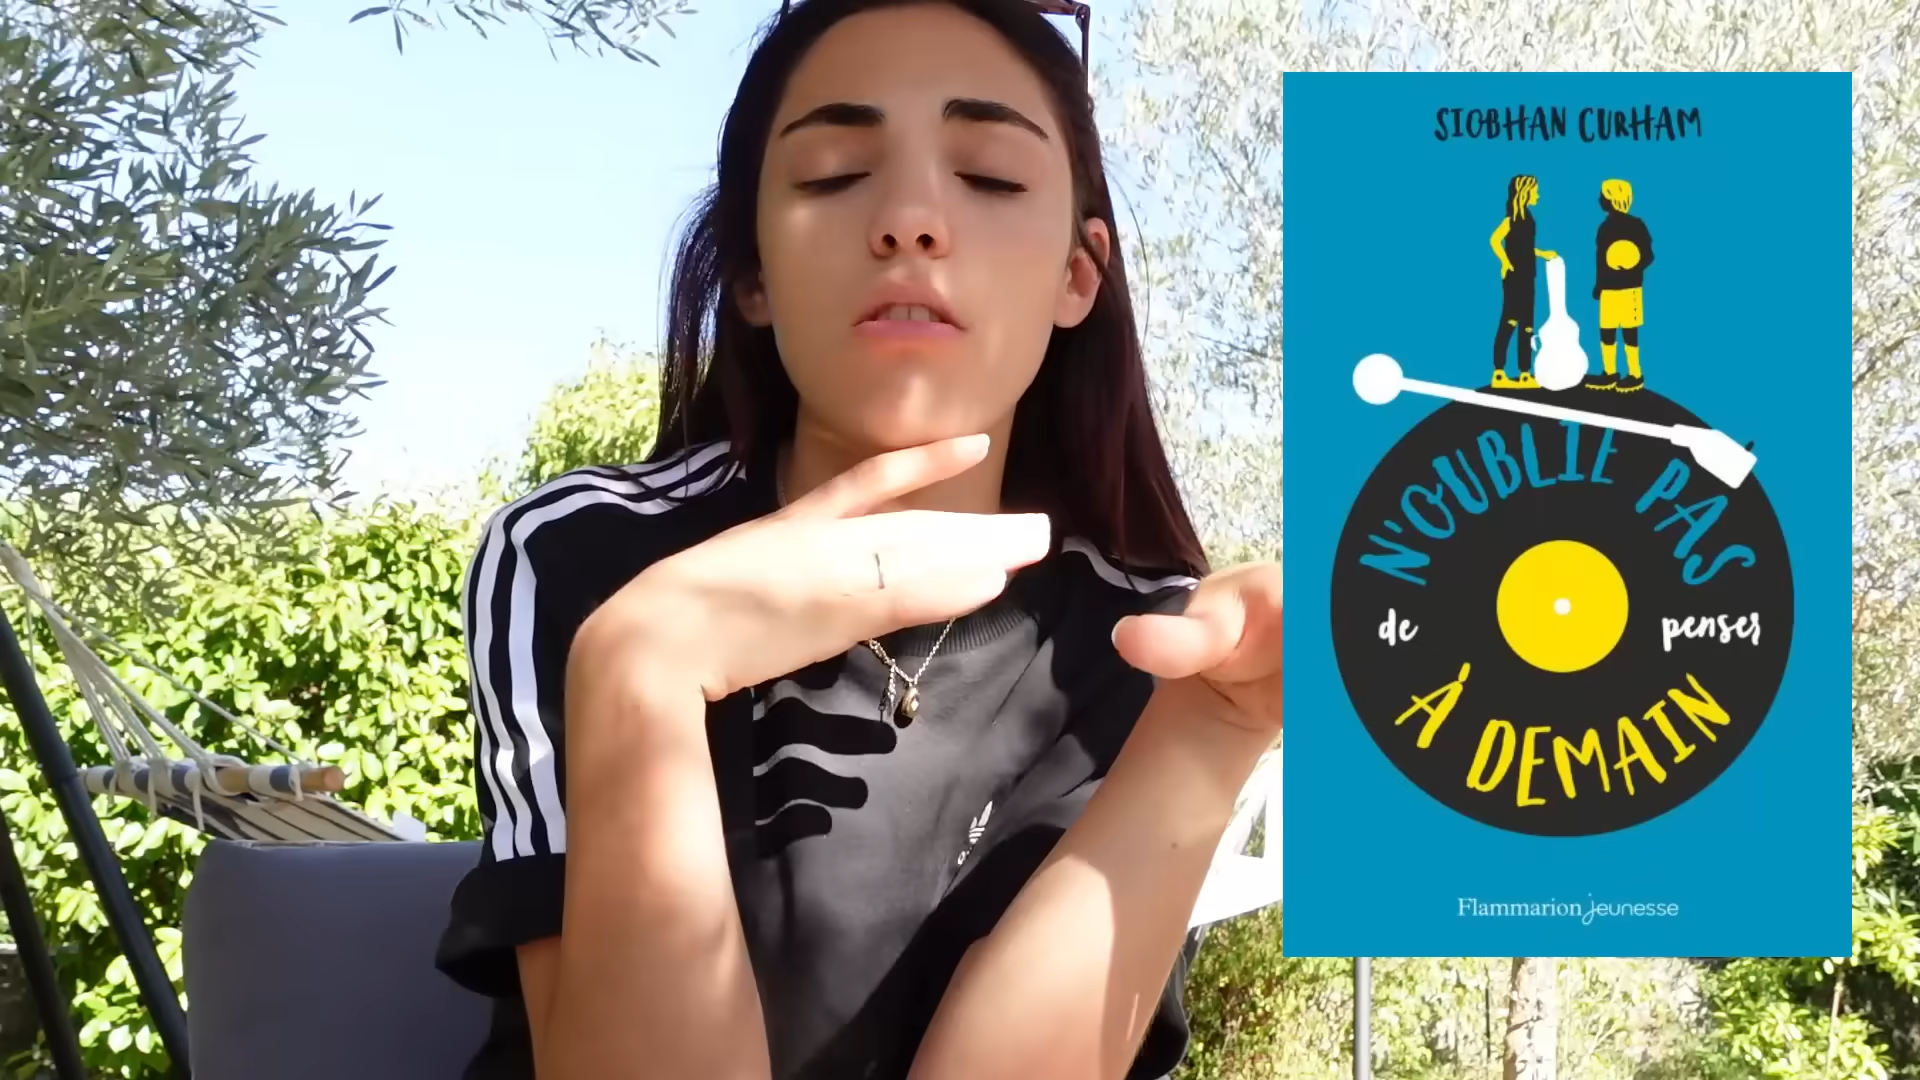 SIOBHAN CURHAM
N'OUBLIE PAS
de penser
À DEMAIN
Flammarion jeunesse